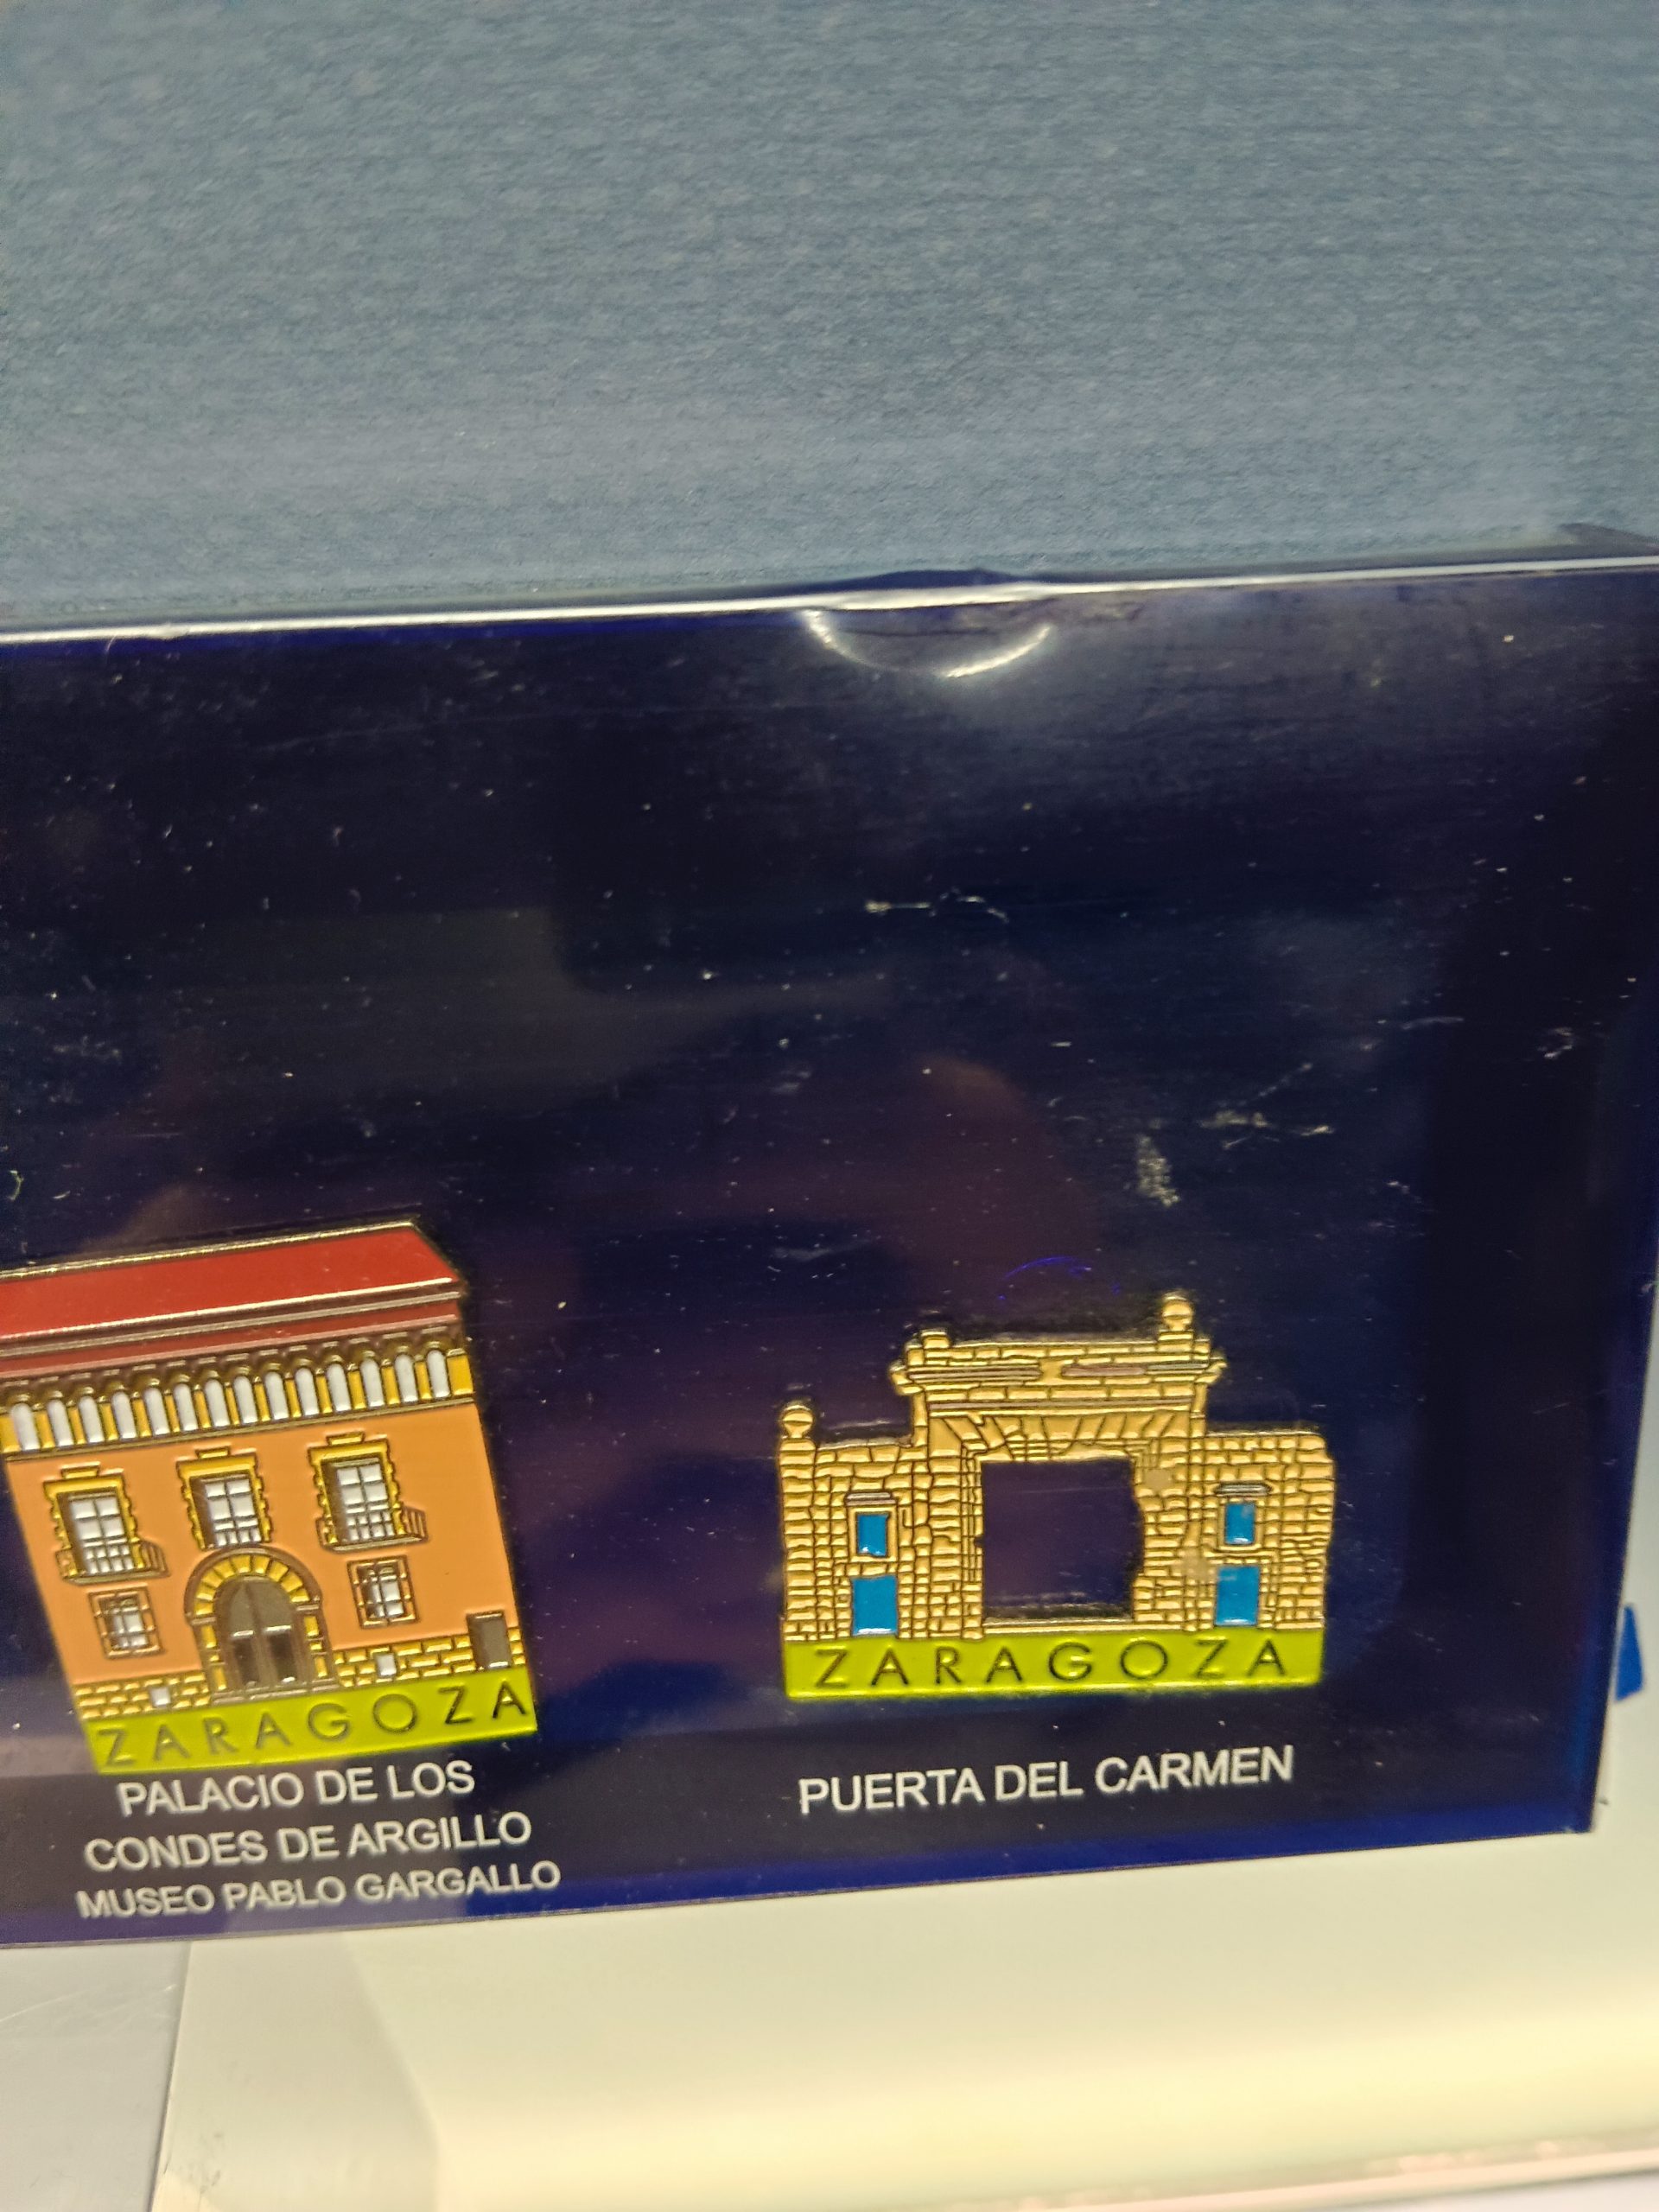 ZARAGOZA
PALACIO DE LOS
CONDES DE ARGILLO
MUSEO PABLO GARGALLO
ZARAGOZA
PUERTA DEL CARMEN